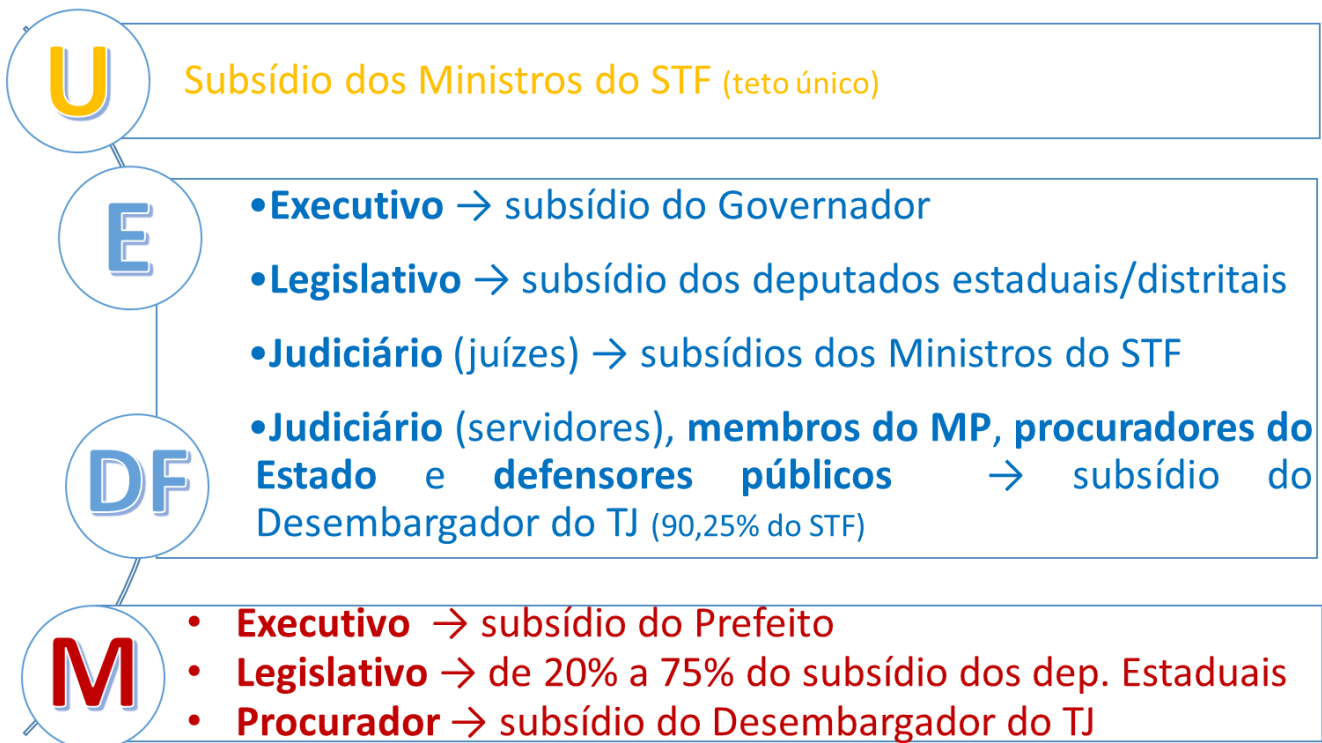 U
Subsídio dos Ministros do STF (teto único)
E
•Executivo → subsídio do Governador
•Legislativo → subsídio dos deputados estaduais/distritais
•Judiciário (juízes) → subsídios dos Ministros do STF
DF
•Judiciário (servidores), membros do MP, procuradores do
Estado e defensores públicos → subsídio do
Desembargador do TJ (90,25% do STF)
M
• Executivo → subsídio do Prefeito
• Legislativo → de 20% a 75% do subsídio dos dep. Estaduais
• Procurador → subsídio do Desembargador do TJ